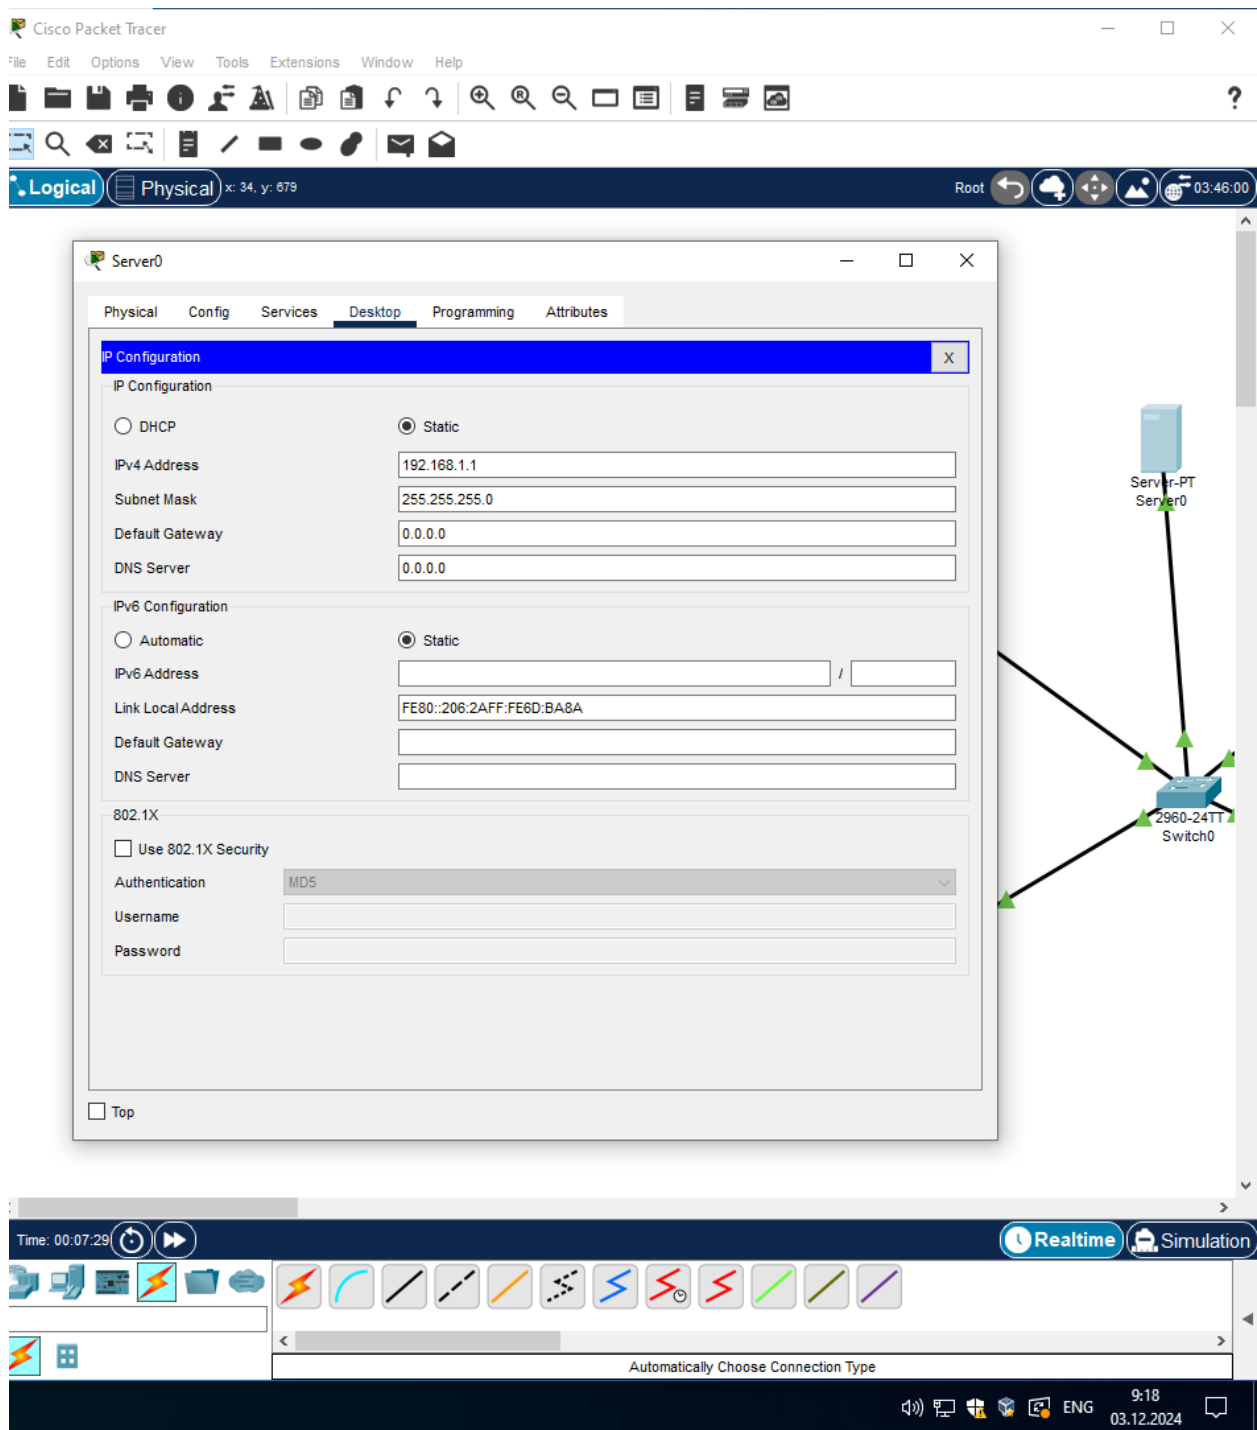 Cisco Packet Tracer
File Edit Options View Tools Extensions Window Help
Logical Physical x: 34, y: 679 Root 03:46:00
Server0
Physical Config Services Desktop Programming Attributes
IP Configuration X
IP Configuration
DHCP Static
IPv4 Address 192.168.1.1
Subnet Mask 255.255.255.0
Default Gateway 0.0.0.0
DNS Server 0.0.0.0
IPv6 Configuration
Automatic Static
IPv6 Address /
Link Local Address FE80::206:2AFF:FE6D:BA8A
Default Gateway
DNS Server
802.1X
Use 802.1X Security
Authentication MD5
Username
Password
Top
Server-PT
Server0
2960-24TT
Switch0
Time: 00:07:29 Realtime Simulation
Automatically Choose Connection Type
ENG 9:18
03.12.2024